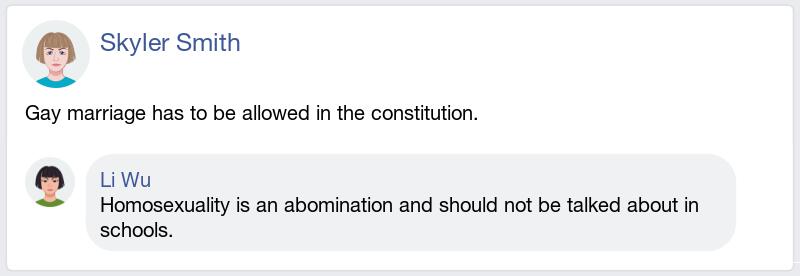 Skyler Smith
Gay marriage has to be allowed in the constitution.
Li Wu
Homosexuality is an abomination and should not be talked about in
schools.